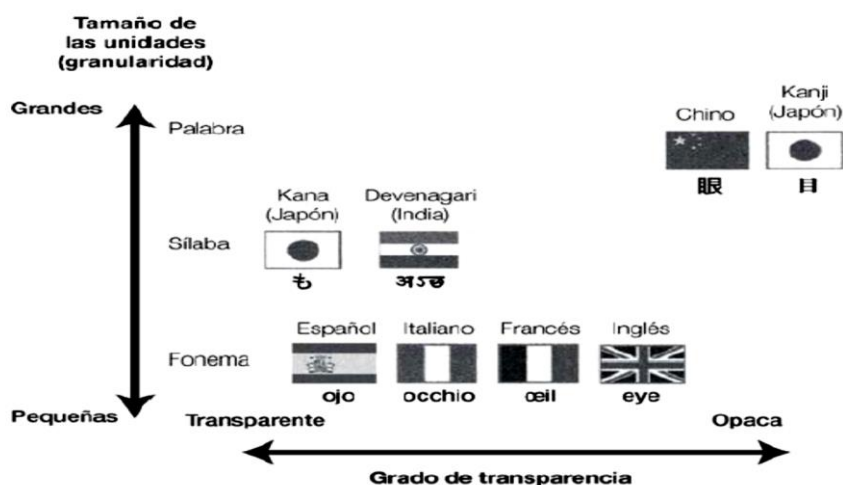 Tamaño de
las unidades
(granularidad)
Grandes
Palabra
Chino
Kanji
(Japón)
眼
目
Kana
(Japón)
Devenagari
(India)
Sílaba
も
Español
Italiano
Francés
Inglés
Fonema
ojo
occhio
œil
eye
Pequeñas
Transparente
Opaca
Grado de transparencia